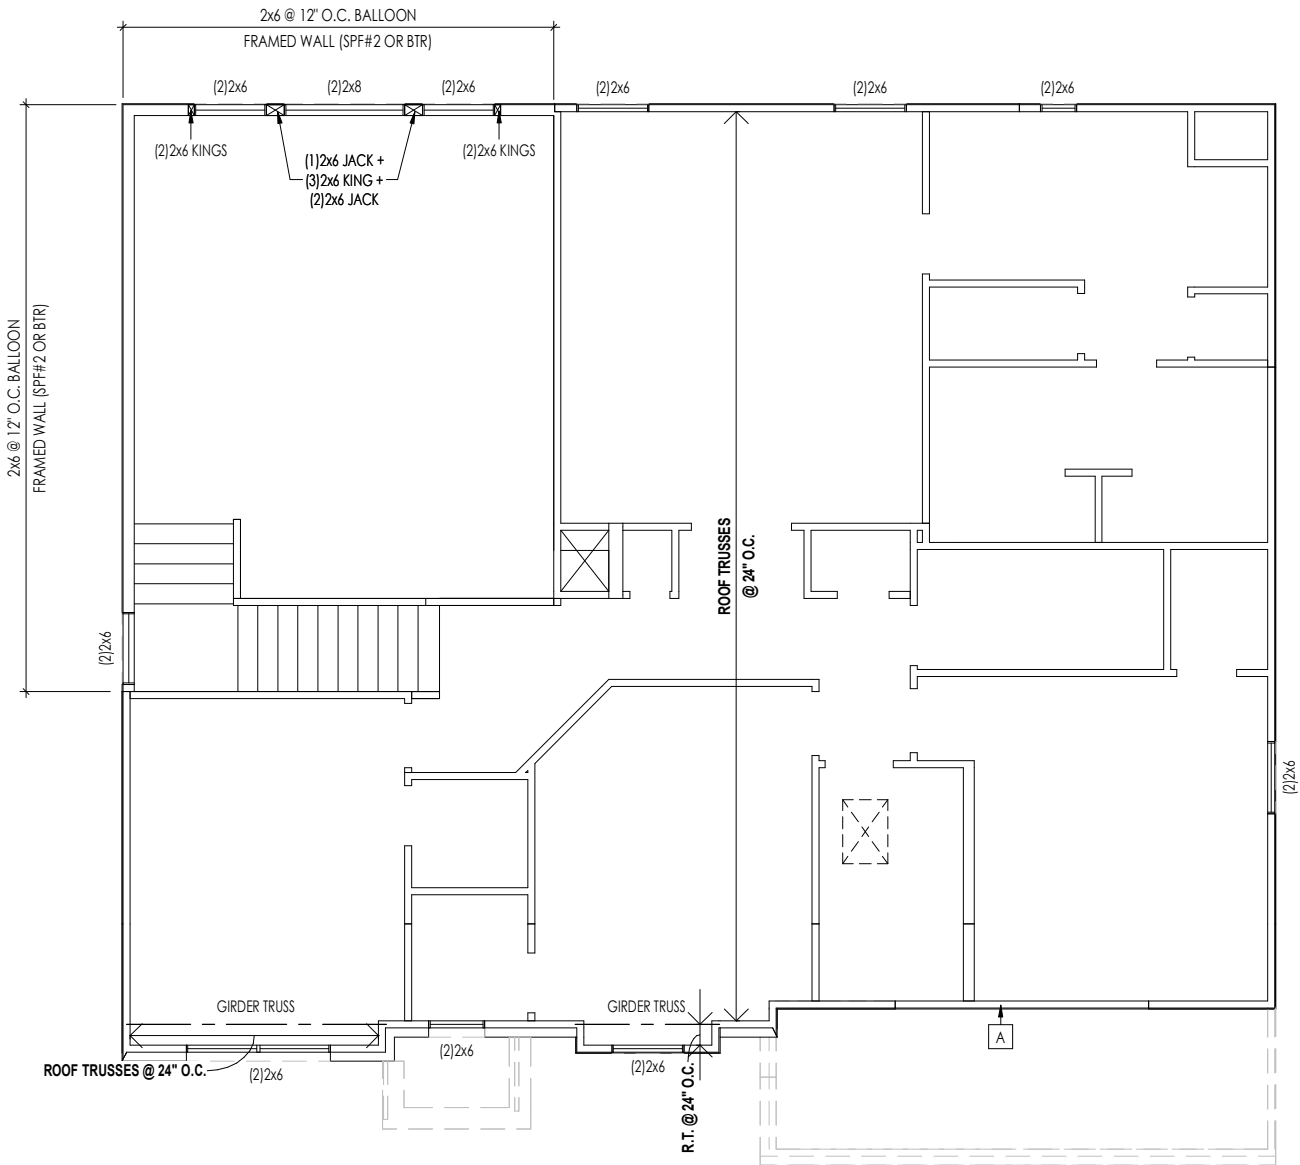 2x6 @ 12" O.C. BALLOON
FRAMED WALL (SPF#2 OR BTR)
(2)2x6
(2)2x8
(2)2x6
(2)2x6
(2)2x6
(2)2x6
(2)2x6 KINGS
(1)2x6 JACK +
(3)2x6 KING +
(2)2x6 JACK
(2)2x6 KINGS
2x6 @ 12" O.C. BALLOON
FRAMED WALL (SPF#2 OR BTR)
ROOF TRUSSES
@ 24" O.C.
(2)2x6
(2)2x6
GIRDER TRUSS
GIRDER TRUSS
A
(2)2x6
ROOF TRUSSES @ 24" O.C.
(2)2x6
(2)2x6
R.T. @ 24" O.C.